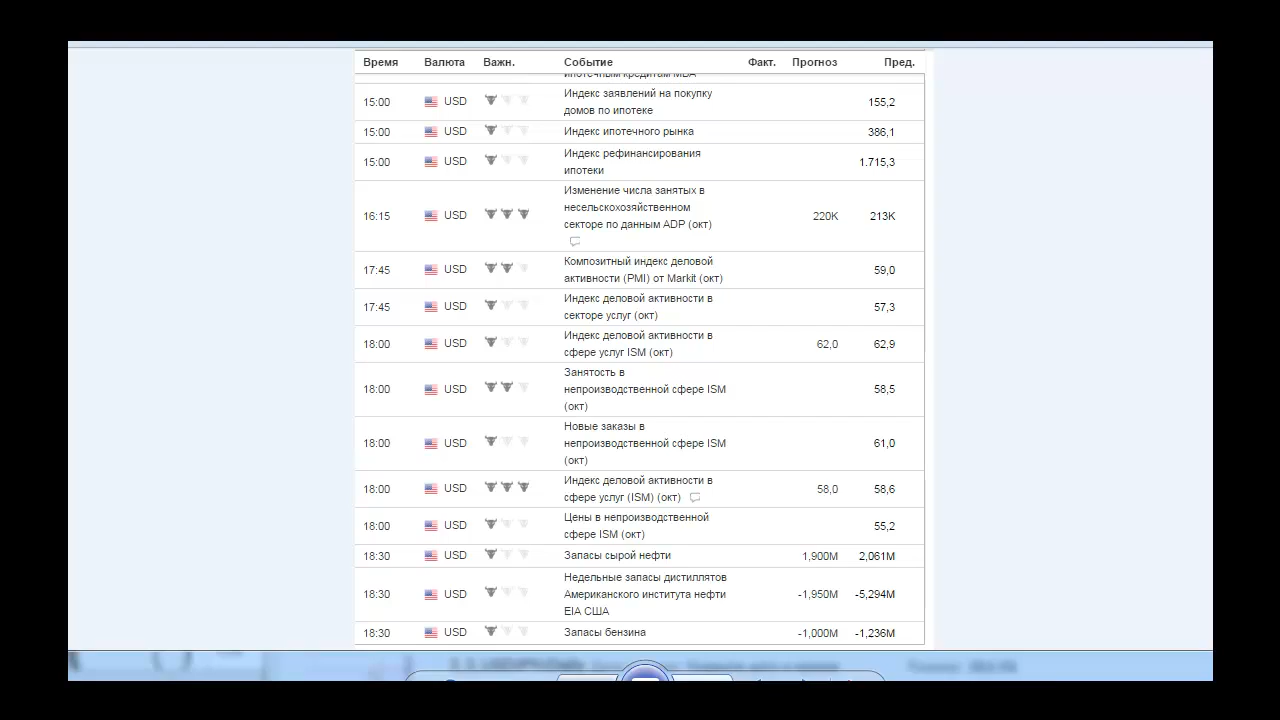 Время Валюта Важн. Событие Факт. Прогноз Пред.
ипотечным кредитам MBA
15:00 USD Индекс заявлений на покупку домов по ипотеке 155,2
15:00 USD Индекс ипотечного рынка 386,1
15:00 USD Индекс рефинансирования ипотеки 1.715,3
16:15 USD Изменение числа занятых в несельскохозяйственном секторе по данным ADP (окт) 220K 213K
17:45 USD Композитный индекс деловой активности (PMI) от Markit (окт) 59,0
17:45 USD Индекс деловой активности в секторе услуг (окт) 57,3
18:00 USD Индекс деловой активности в сфере услуг ISM (окт) 62,0 62,9
18:00 USD Занятость в непроизводственной сфере ISM (окт) 58,5
18:00 USD Новые заказы в непроизводственной сфере ISM (окт) 61,0
18:00 USD Индекс деловой активности в сфере услуг (ISM) (окт) 58,0 58,6
18:00 USD Цены в непроизводственной сфере ISM (окт) 55,2
18:30 USD Запасы сырой нефти 1,900M 2,061M
18:30 USD Недельные запасы дистиллятов Американского института нефти EIA США -1,950M -5,294M
18:30 USD Запасы бензина -1,000M -1,236M